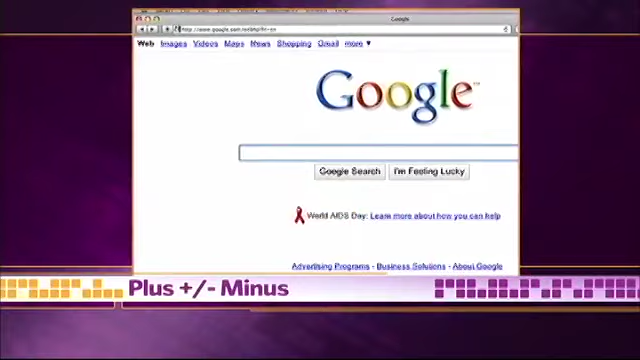 Google
Web Images Videos Maps News Shopping Gmail more ▼
Google™
Google Search I'm Feeling Lucky
World AIDS Day: Learn more about how you can help
Advertising Programs - Business Solutions - About Google
Plus +/- Minus